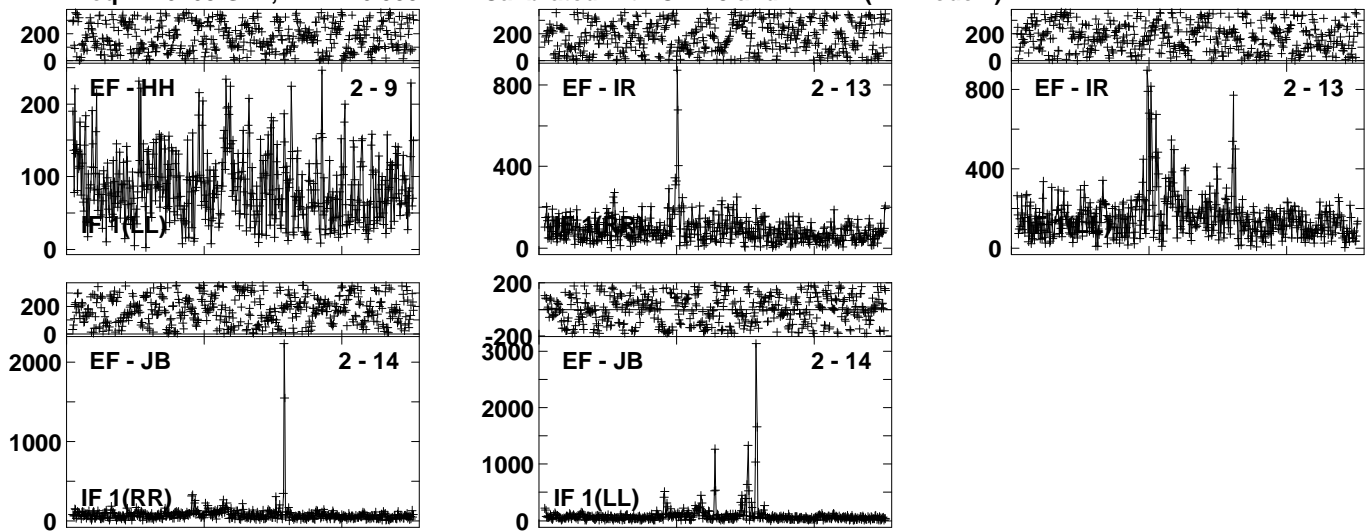 200 200 200
0 0 0
EF - HH 2 - 9 EF - IR 2 - 13 EF - IR 2 - 13
200 800 800
100 400 400
IF 1(LL)
0 0 0
200 200
0 -200
EF - JB 2 - 14 EF - JB 2 - 14
2000 3000
2000
1000 1000
IF 1(RR) IF 1(LL)
0 0